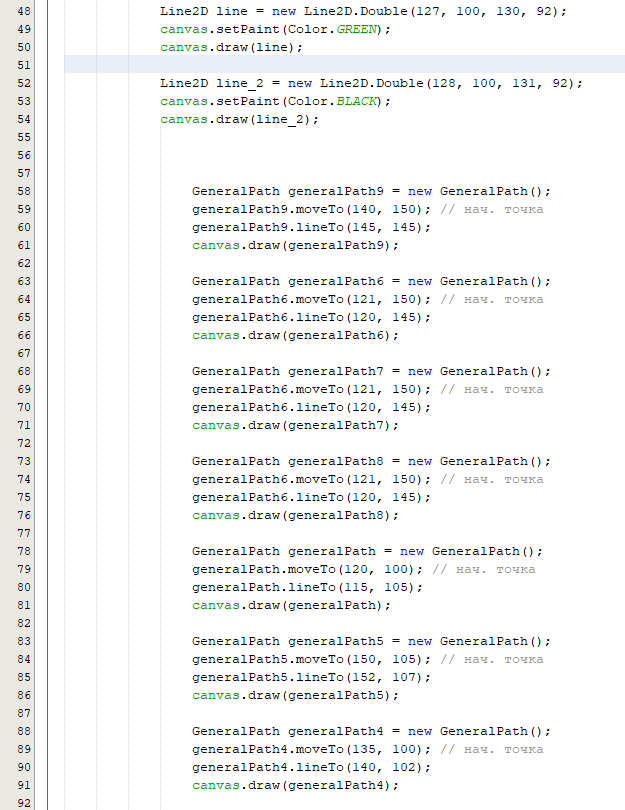 48 Line2D line = new Line2D.Double(127, 100, 130, 92);
49 canvas.setPaint(Color.GREEN);
50 canvas.draw(line);
51
52 Line2D line_2 = new Line2D.Double(128, 100, 131, 92);
53 canvas.setPaint(Color.BLACK);
54 canvas.draw(line_2);
55
56
57
58 GeneralPath generalPath9 = new GeneralPath();
59 generalPath9.moveTo(140, 150); // нач. точка
60 generalPath9.lineTo(145, 145);
61 canvas.draw(generalPath9);
62
63 GeneralPath generalPath6 = new GeneralPath();
64 generalPath6.moveTo(121, 150); // нач. точка
65 generalPath6.lineTo(120, 145);
66 canvas.draw(generalPath6);
67
68 GeneralPath generalPath7 = new GeneralPath();
69 generalPath6.moveTo(121, 150); // нач. точка
70 generalPath6.lineTo(120, 145);
71 canvas.draw(generalPath7);
72
73 GeneralPath generalPath8 = new GeneralPath();
74 generalPath6.moveTo(121, 150); // нач. точка
75 generalPath6.lineTo(120, 145);
76 canvas.draw(generalPath8);
77
78 GeneralPath generalPath = new GeneralPath();
79 generalPath.moveTo(120, 100); // нач. точка
80 generalPath.lineTo(115, 105);
81 canvas.draw(generalPath);
82
83 GeneralPath generalPath5 = new GeneralPath();
84 generalPath5.moveTo(150, 105); // нач. точка
85 generalPath5.lineTo(152, 107);
86 canvas.draw(generalPath5);
87
88 GeneralPath generalPath4 = new GeneralPath();
89 generalPath4.moveTo(135, 100); // нач. точка
90 generalPath4.lineTo(140, 102);
91 canvas.draw(generalPath4);
92